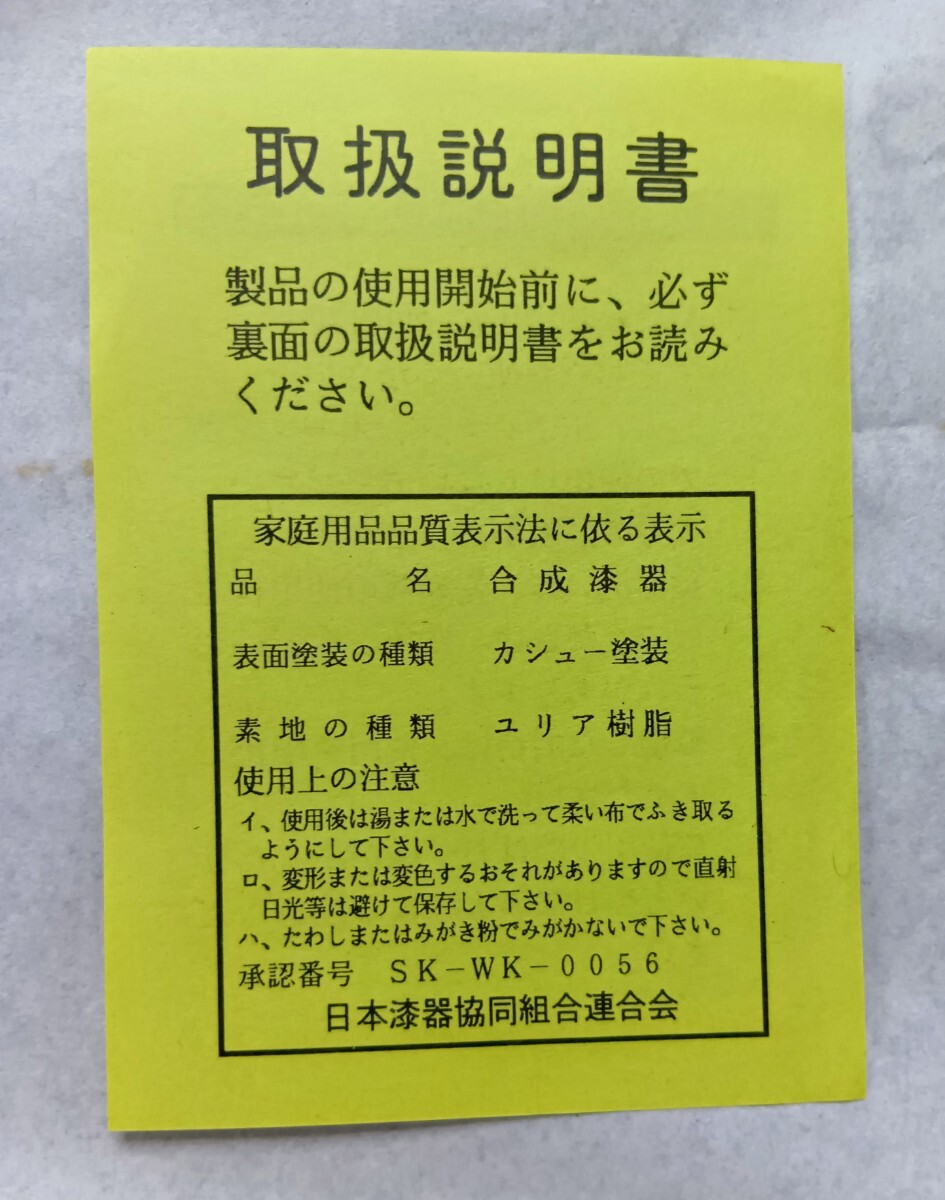 取扱説明書
製品の使用開始前に、必ず
裏面の取扱説明書をお読み
ください。
家庭用品品質表示法に依る表示
品名 合成漆器
表面塗装の種類 カシュー塗装
素地の種類 ユリア樹脂
使用上の注意
イ、使用後は湯または水で洗って柔い布でふき取る
ようにして下さい。
ロ、変形または変色するおそれがありますので直射
日光等は避けて保存して下さい。
ハ、たわしまたはみがき粉でみがかないで下さい。
承認番号 SK-WK-0056
日本漆器協同組合連合会